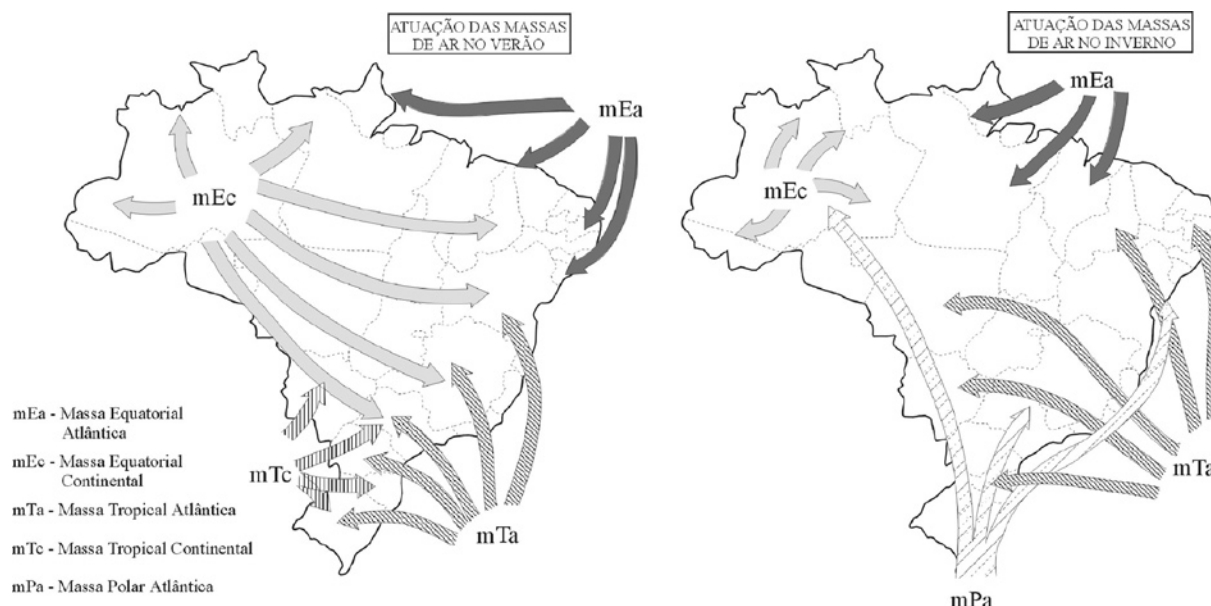 ATUAÇÃO DAS MASSAS
DE AR NO VERÃO
mEa
mEc
mTc
mTa
mEa - Massa Equatorial
Atlântica
mEc - Massa Equatorial
Continental
mTa - Massa Tropical Atlântica
mTc - Massa Tropical Continental
mPa - Massa Polar Atlântica
ATUAÇÃO DAS MASSAS
DE AR NO INVERNO
mEa
mEc
mTa
mPa